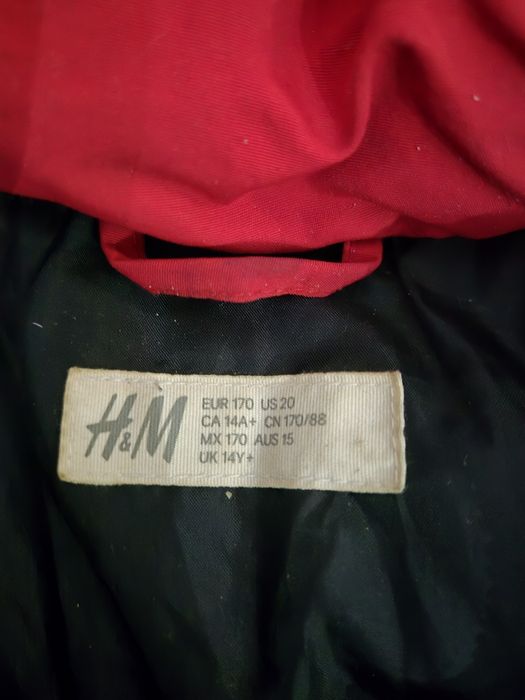 H&M
EUR 170 US 20
CA 14A+ CN 170/88
MX 170 AUS 15
UK 14Y+